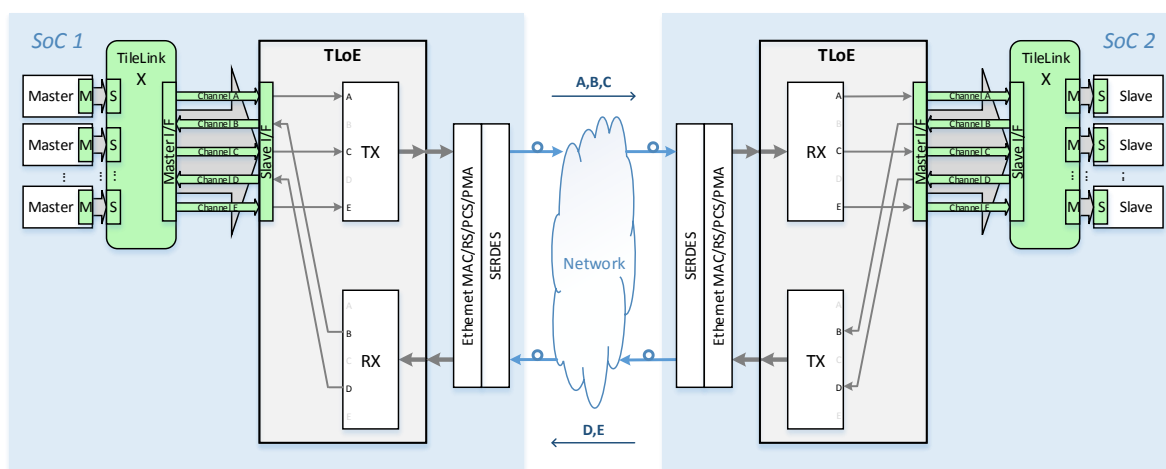 SoC 1
TileLink
X
Master
M
S
Master
M
S
⋮
⋮
⋮
Master
M
S
Master I/F
Channel A
Channel B
Channel C
Channel D
Channel E
Slave I/F
TLoE
A
B
C
D
E
TX
A
B
C
D
E
RX
Ethernet MAC/RS/PCS/PMA
SERDES
A,B,C
Network
D,E
SERDES
Ethernet MAC/RS/PCS/PMA
TLoE
A
B
C
D
E
RX
A
B
C
D
E
TX
Master I/F
Channel A
Channel B
Channel C
Channel D
Channel E
Slave I/F
SoC 2
TileLink
X
M
S
Slave
M
S
Slave
⋮
⋮
⋮
M
S
Slave